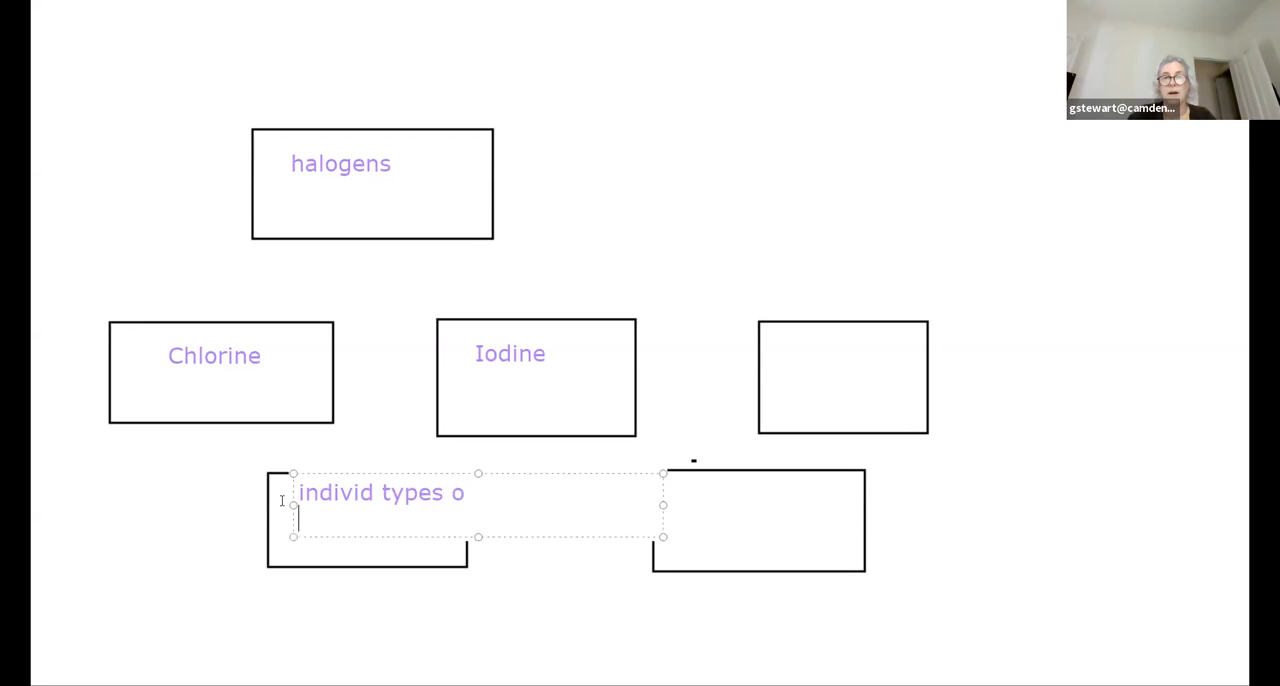 gstewart@camden...
halogens
Chlorine
Iodine
individ types o